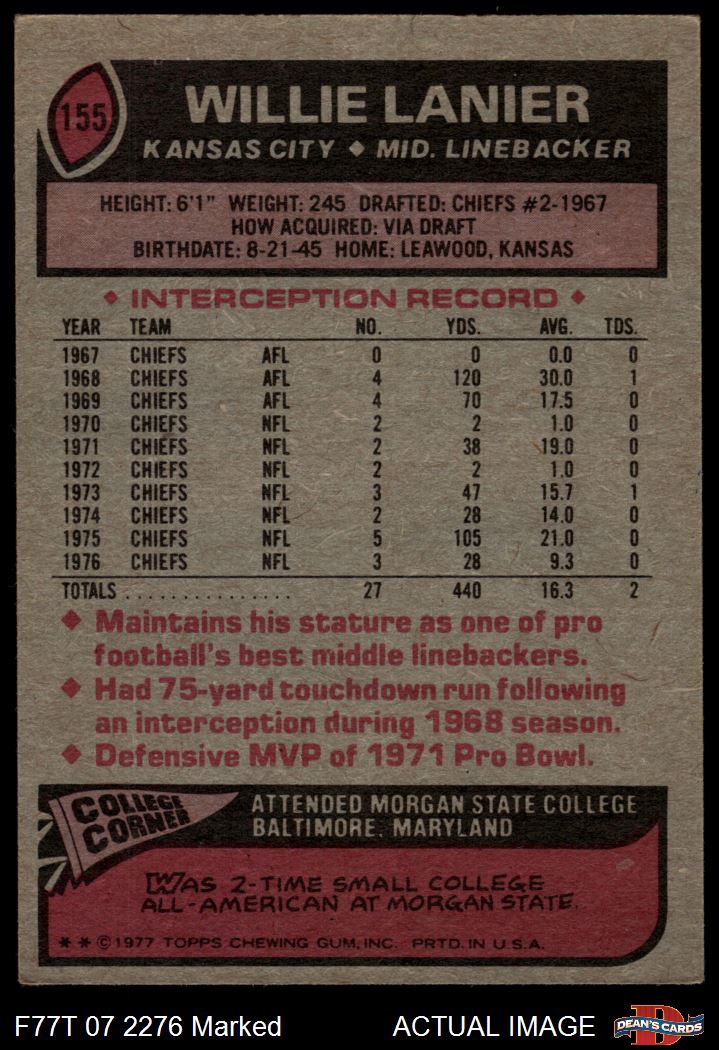 155
WILLIE LANIER
KANSAS CITY ◆ MID. LINEBACKER
HEIGHT: 6'1" WEIGHT: 245 DRAFTED: CHIEFS #2-1967
HOW ACQUIRED: VIA DRAFT
BIRTHDATE: 8-21-45 HOME: LEAWOOD, KANSAS
◆ INTERCEPTION RECORD ◆
YEAR TEAM NO. YDS. AVG. TDS.
1967 CHIEFS AFL 0 0 0.0 0
1968 CHIEFS AFL 4 120 30.0 1
1969 CHIEFS AFL 4 70 17.5 0
1970 CHIEFS NFL 2 2 1.0 0
1971 CHIEFS NFL 2 38 19.0 0
1972 CHIEFS NFL 2 2 1.0 0
1973 CHIEFS NFL 3 47 15.7 1
1974 CHIEFS NFL 2 28 14.0 0
1975 CHIEFS NFL 5 105 21.0 0
1976 CHIEFS NFL 3 28 9.3 0
TOTALS . . . . . . . . . . . . . . . 27 440 16.3 2
◆ Maintains his stature as one of pro
football's best middle linebackers.
◆ Had 75-yard touchdown run following
an interception during 1968 season.
◆ Defensive MVP of 1971 Pro Bowl.
COLLEGE
CORNER
ATTENDED MORGAN STATE COLLEGE
BALTIMORE, MARYLAND
WAS 2-TIME SMALL COLLEGE
ALL-AMERICAN AT MORGAN STATE.
* * © 1977 TOPPS CHEWING GUM, INC. PRTD. IN U.S.A.
F77T 07 2276 Marked ACTUAL IMAGE
D
DEAN'S CARDS